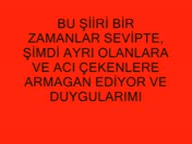 BU ŞİİRİ BİR
ZAMANLAR SEVİPTE,
ŞİMDİ AYRI OLANLARA
VE ACI ÇEKENLERE
ARMAGAN EDİYOR VE
DUYGULARIMI